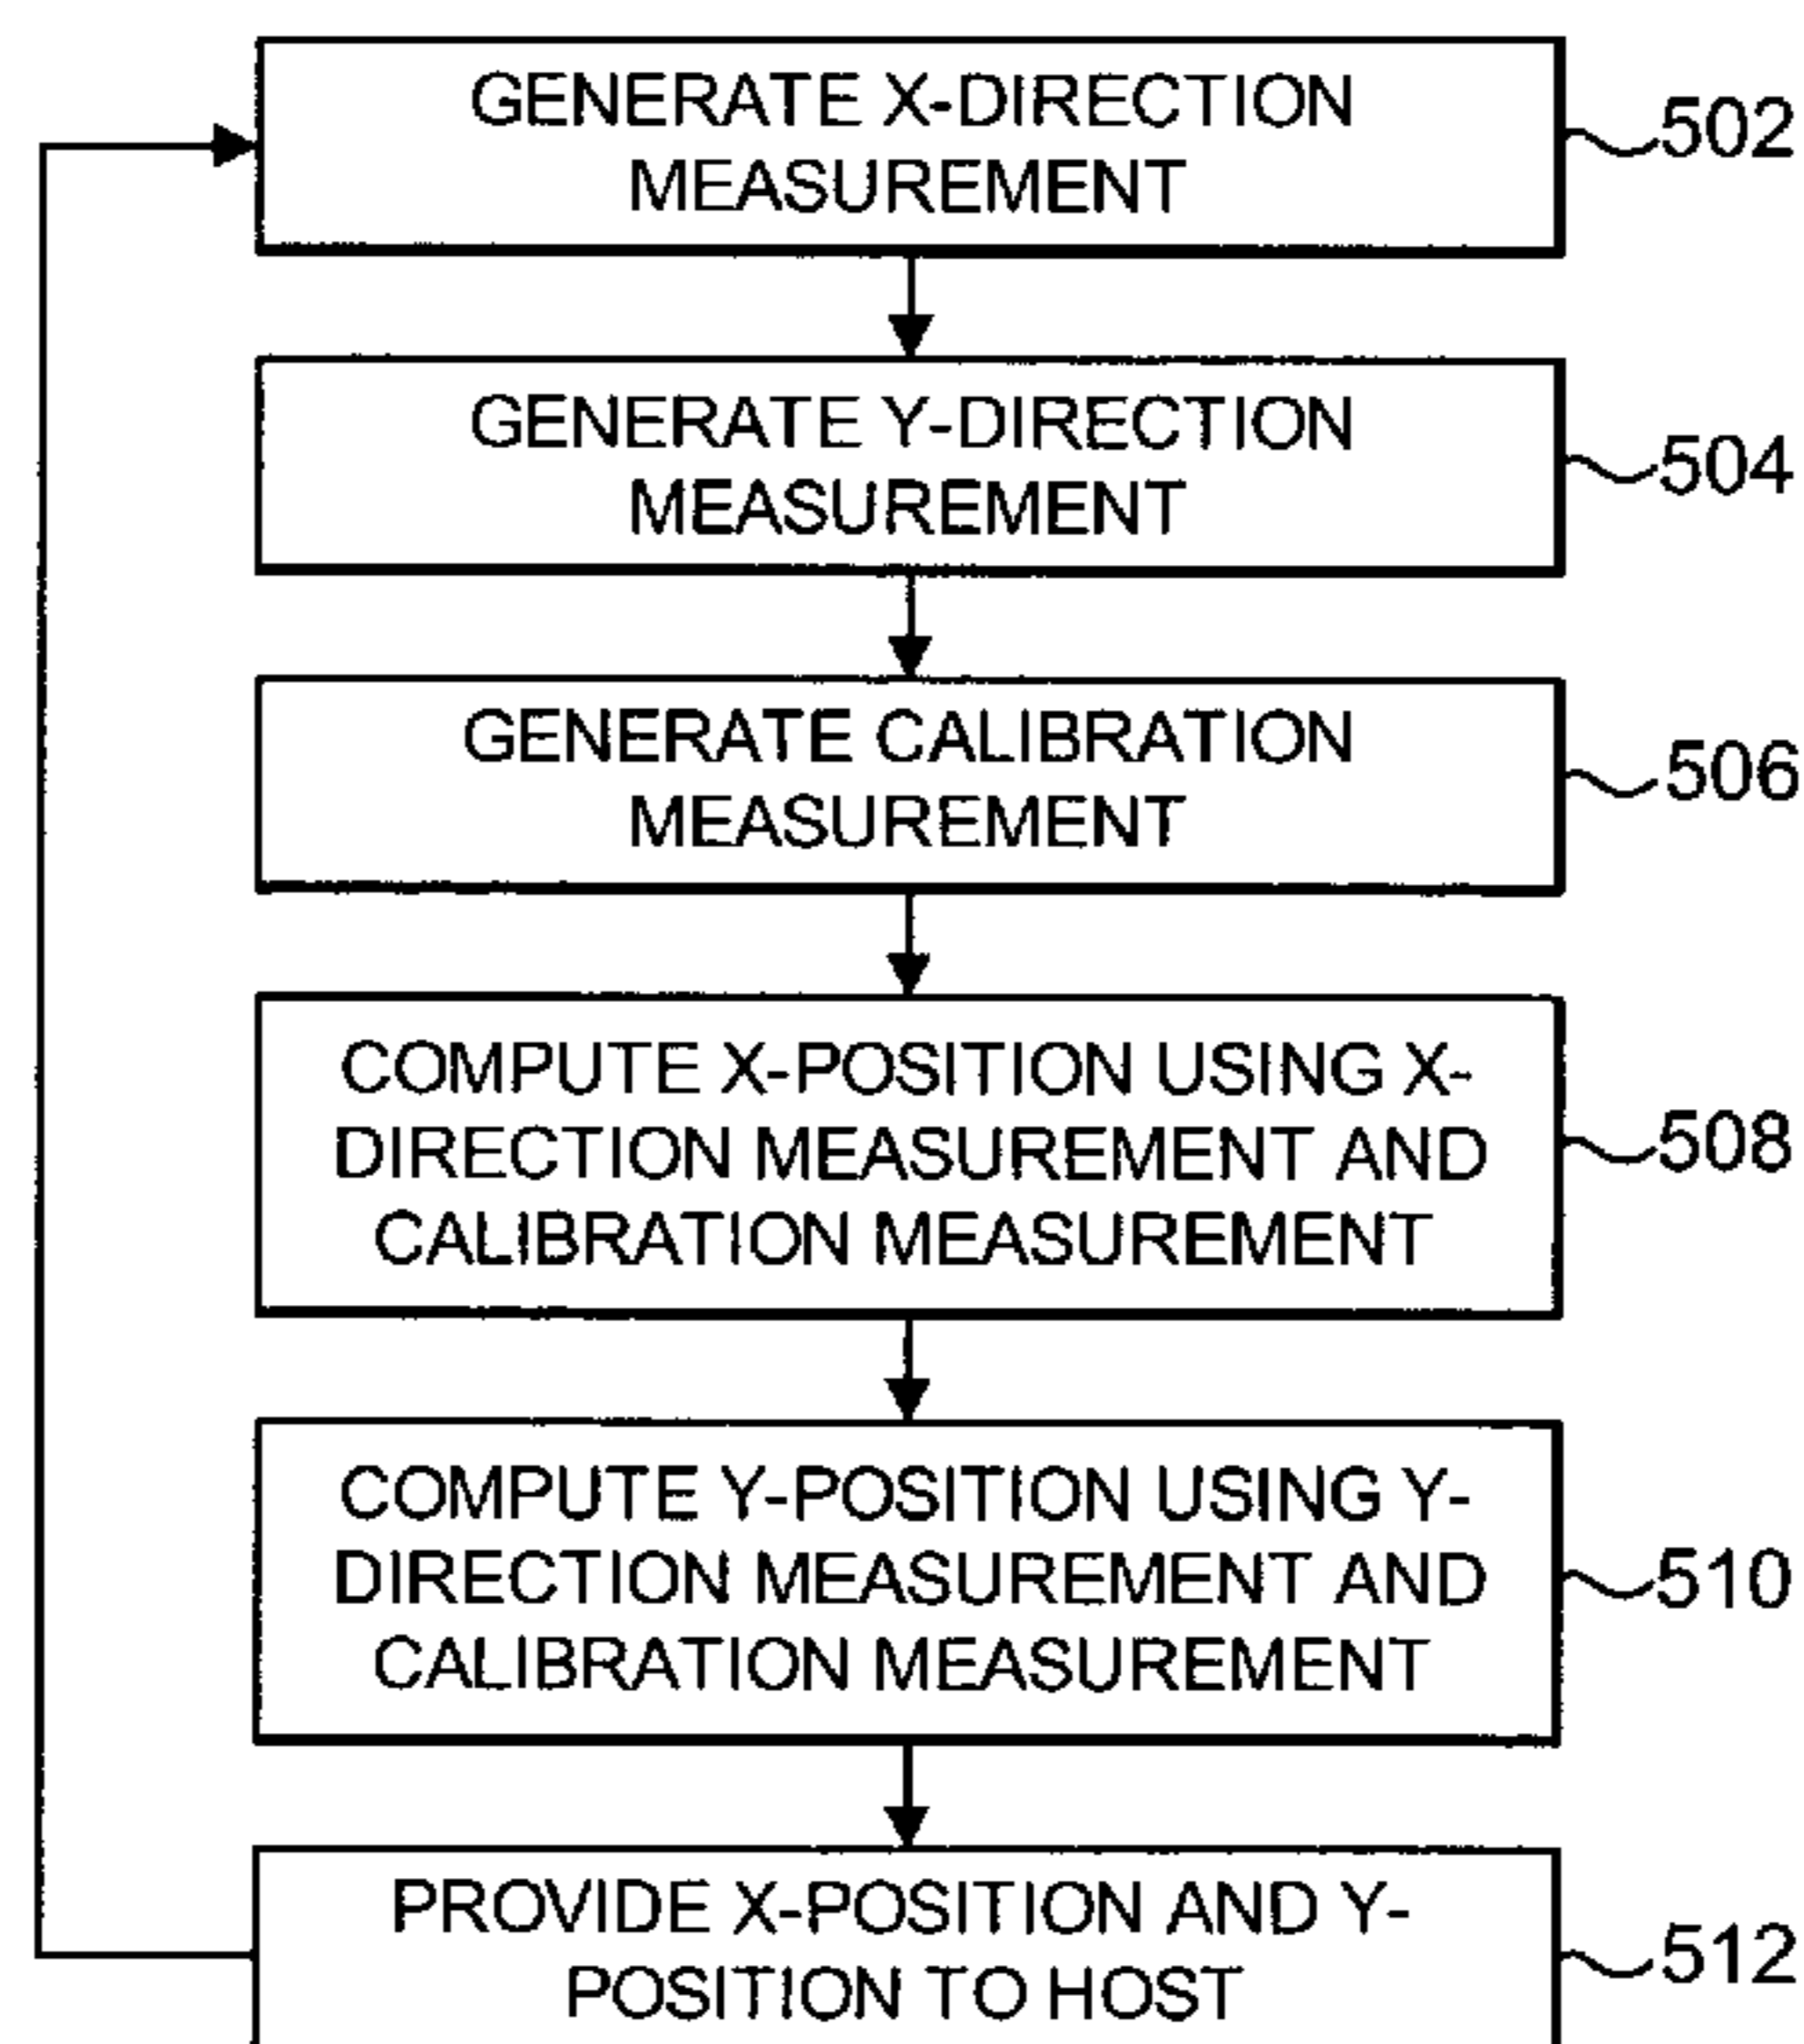 GENERATE X-DIRECTION
MEASUREMENT
502
GENERATE Y-DIRECTION
MEASUREMENT
504
GENERATE CALIBRATION
MEASUREMENT
506
COMPUTE X-POSITION USING X-
DIRECTION MEASUREMENT AND
CALIBRATION MEASUREMENT
508
COMPUTE Y-POSITION USING Y-
DIRECTION MEASUREMENT AND
CALIBRATION MEASUREMENT
510
PROVIDE X-POSITION AND Y-
POSITION TO HOST
512